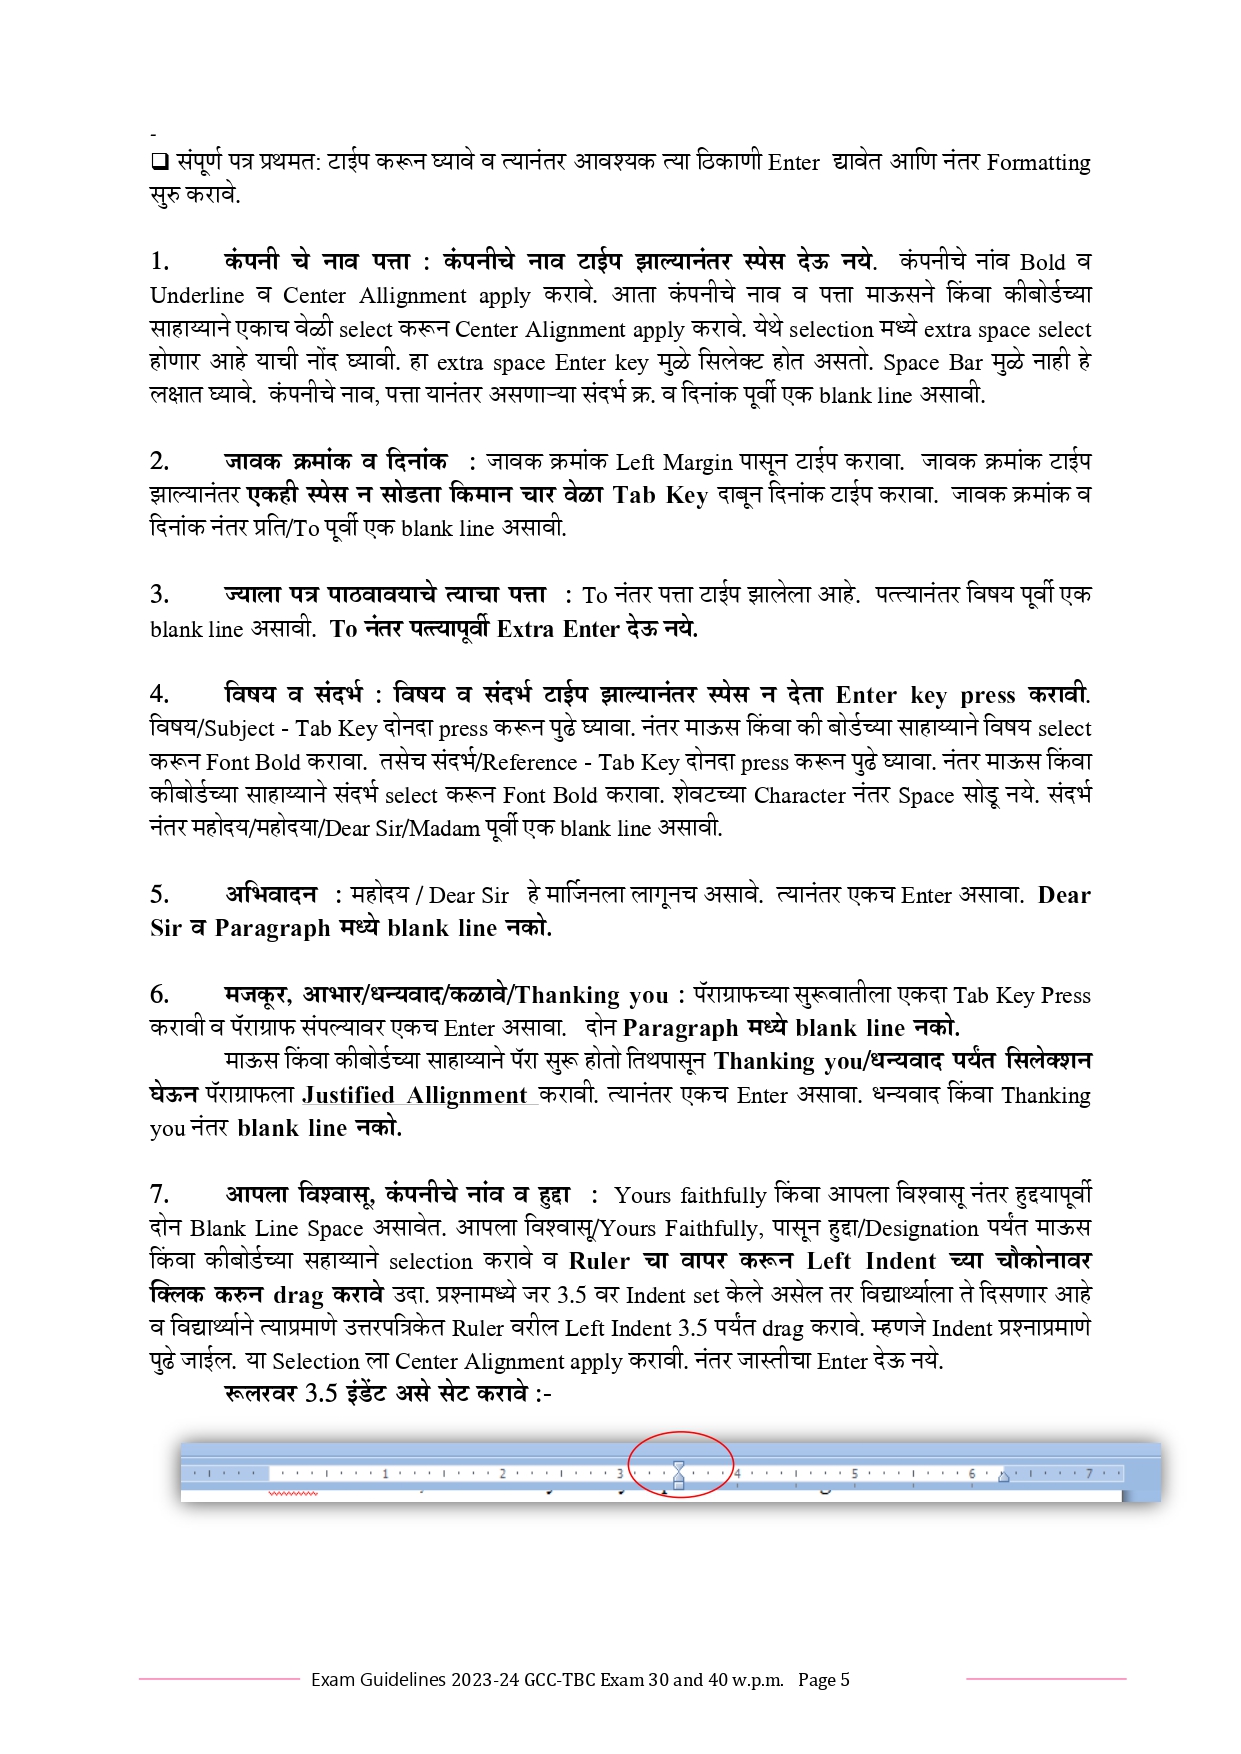 -
❑ संपूर्ण पत्र प्रथमत: टाईप करून घ्यावे व त्यानंतर आवश्यक त्या ठिकाणी Enter द्यावेत आणि नंतर Formatting
सुरु करावे.
1. कंपनी चे नाव पत्ता : कंपनीचे नाव टाईप झाल्यानंतर स्पेस देऊ नये. कंपनीचे नांव Bold व
Underline व Center Allignment apply करावे. आता कंपनीचे नाव व पत्ता माऊसने किंवा कीबोर्डच्या
साहाय्याने एकाच वेळी select करून Center Alignment apply करावे. येथे selection मध्ये extra space select
होणार आहे याची नोंद घ्यावी. हा extra space Enter key मुळे सिलेक्ट होत असतो. Space Bar मुळे नाही हे
लक्षात घ्यावे. कंपनीचे नाव, पत्ता यानंतर असणाऱ्या संदर्भ क्र. व दिनांक पूर्वी एक blank line असावी.
2. जावक क्रमांक व दिनांक : जावक क्रमांक Left Margin पासून टाईप करावा. जावक क्रमांक टाईप
झाल्यानंतर एकही स्पेस न सोडता किमान चार वेळा Tab Key दाबून दिनांक टाईप करावा. जावक क्रमांक व
दिनांक नंतर प्रति/To पूर्वी एक blank line असावी.
3. ज्याला पत्र पाठवावयाचे त्याचा पत्ता : To नंतर पत्ता टाईप झालेला आहे. पत्त्यानंतर विषय पूर्वी एक
blank line असावी. To नंतर पत्त्यापूर्वी Extra Enter देऊ नये.
4. विषय व संदर्भ : विषय व संदर्भ टाईप झाल्यानंतर स्पेस न देता Enter key press करावी.
विषय/Subject - Tab Key दोनदा press करून पुढे घ्यावा. नंतर माऊस किंवा की बोर्डच्या साहाय्याने विषय select
करून Font Bold करावा. तसेच संदर्भ/Reference - Tab Key दोनदा press करून पुढे घ्यावा. नंतर माऊस किंवा
कीबोर्डच्या साहाय्याने संदर्भ select करून Font Bold करावा. शेवटच्या Character नंतर Space सोडू नये. संदर्भ
नंतर महोदय/महोदया/Dear Sir/Madam पूर्वी एक blank line असावी.
5. अभिवादन : महोदय / Dear Sir हे मार्जिनला लागूनच असावे. त्यानंतर एकच Enter असावा. Dear
Sir व Paragraph मध्ये blank line नको.
6. मजकूर, आभार/धन्यवाद/कळावे/Thanking you : पॅराग्राफच्या सुरूवातीला एकदा Tab Key Press
करावी व पॅराग्राफ संपल्यावर एकच Enter असावा. दोन Paragraph मध्ये blank line नको.
माऊस किंवा कीबोर्डच्या साहाय्याने पॅरा सुरू होतो तिथपासून Thanking you/धन्यवाद पर्यंत सिलेक्शन
घेऊन पॅराग्राफला Justified Allignment करावी. त्यानंतर एकच Enter असावा. धन्यवाद किंवा Thanking
you नंतर blank line नको.
7. आपला विश्वासू, कंपनीचे नांव व हुद्दा : Yours faithfully किंवा आपला विश्वासू नंतर हुद्दयापूर्वी
दोन Blank Line Space असावेत. आपला विश्वासू/Yours Faithfully, पासून हुद्दा/Designation पर्यंत माऊस
किंवा कीबोर्डच्या सहाय्याने selection करावे व Ruler चा वापर करून Left Indent च्या चौकोनावर
क्लिक करुन drag करावे उदा. प्रश्नामध्ये जर 3.5 वर Indent set केले असेल तर विद्यार्थ्याला ते दिसणार आहे
व विद्यार्थ्याने त्याप्रमाणे उत्तरपत्रिकेत Ruler वरील Left Indent 3.5 पर्यंत drag करावे. म्हणजे Indent प्रश्नाप्रमाणे
पुढे जाईल. या Selection ला Center Alignment apply करावी. नंतर जास्तीचा Enter देऊ नये.
रूलरवर 3.5 इंडेंट असे सेट करावे :-
1 2 3 4 5 6 7
Exam Guidelines 2023-24 GCC-TBC Exam 30 and 40 w.p.m. Page 5